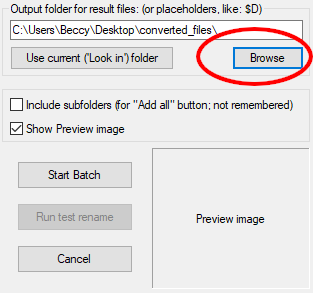 Output folder for result files: (or placeholders, like: $D)
C:\Users\Beccy\Desktop\converted_files\
Use current ('Look in') folder
Browse
Include subfolders (for "Add all" button; not remembered)
Show Preview image
Start Batch
Run test rename
Cancel
Preview image